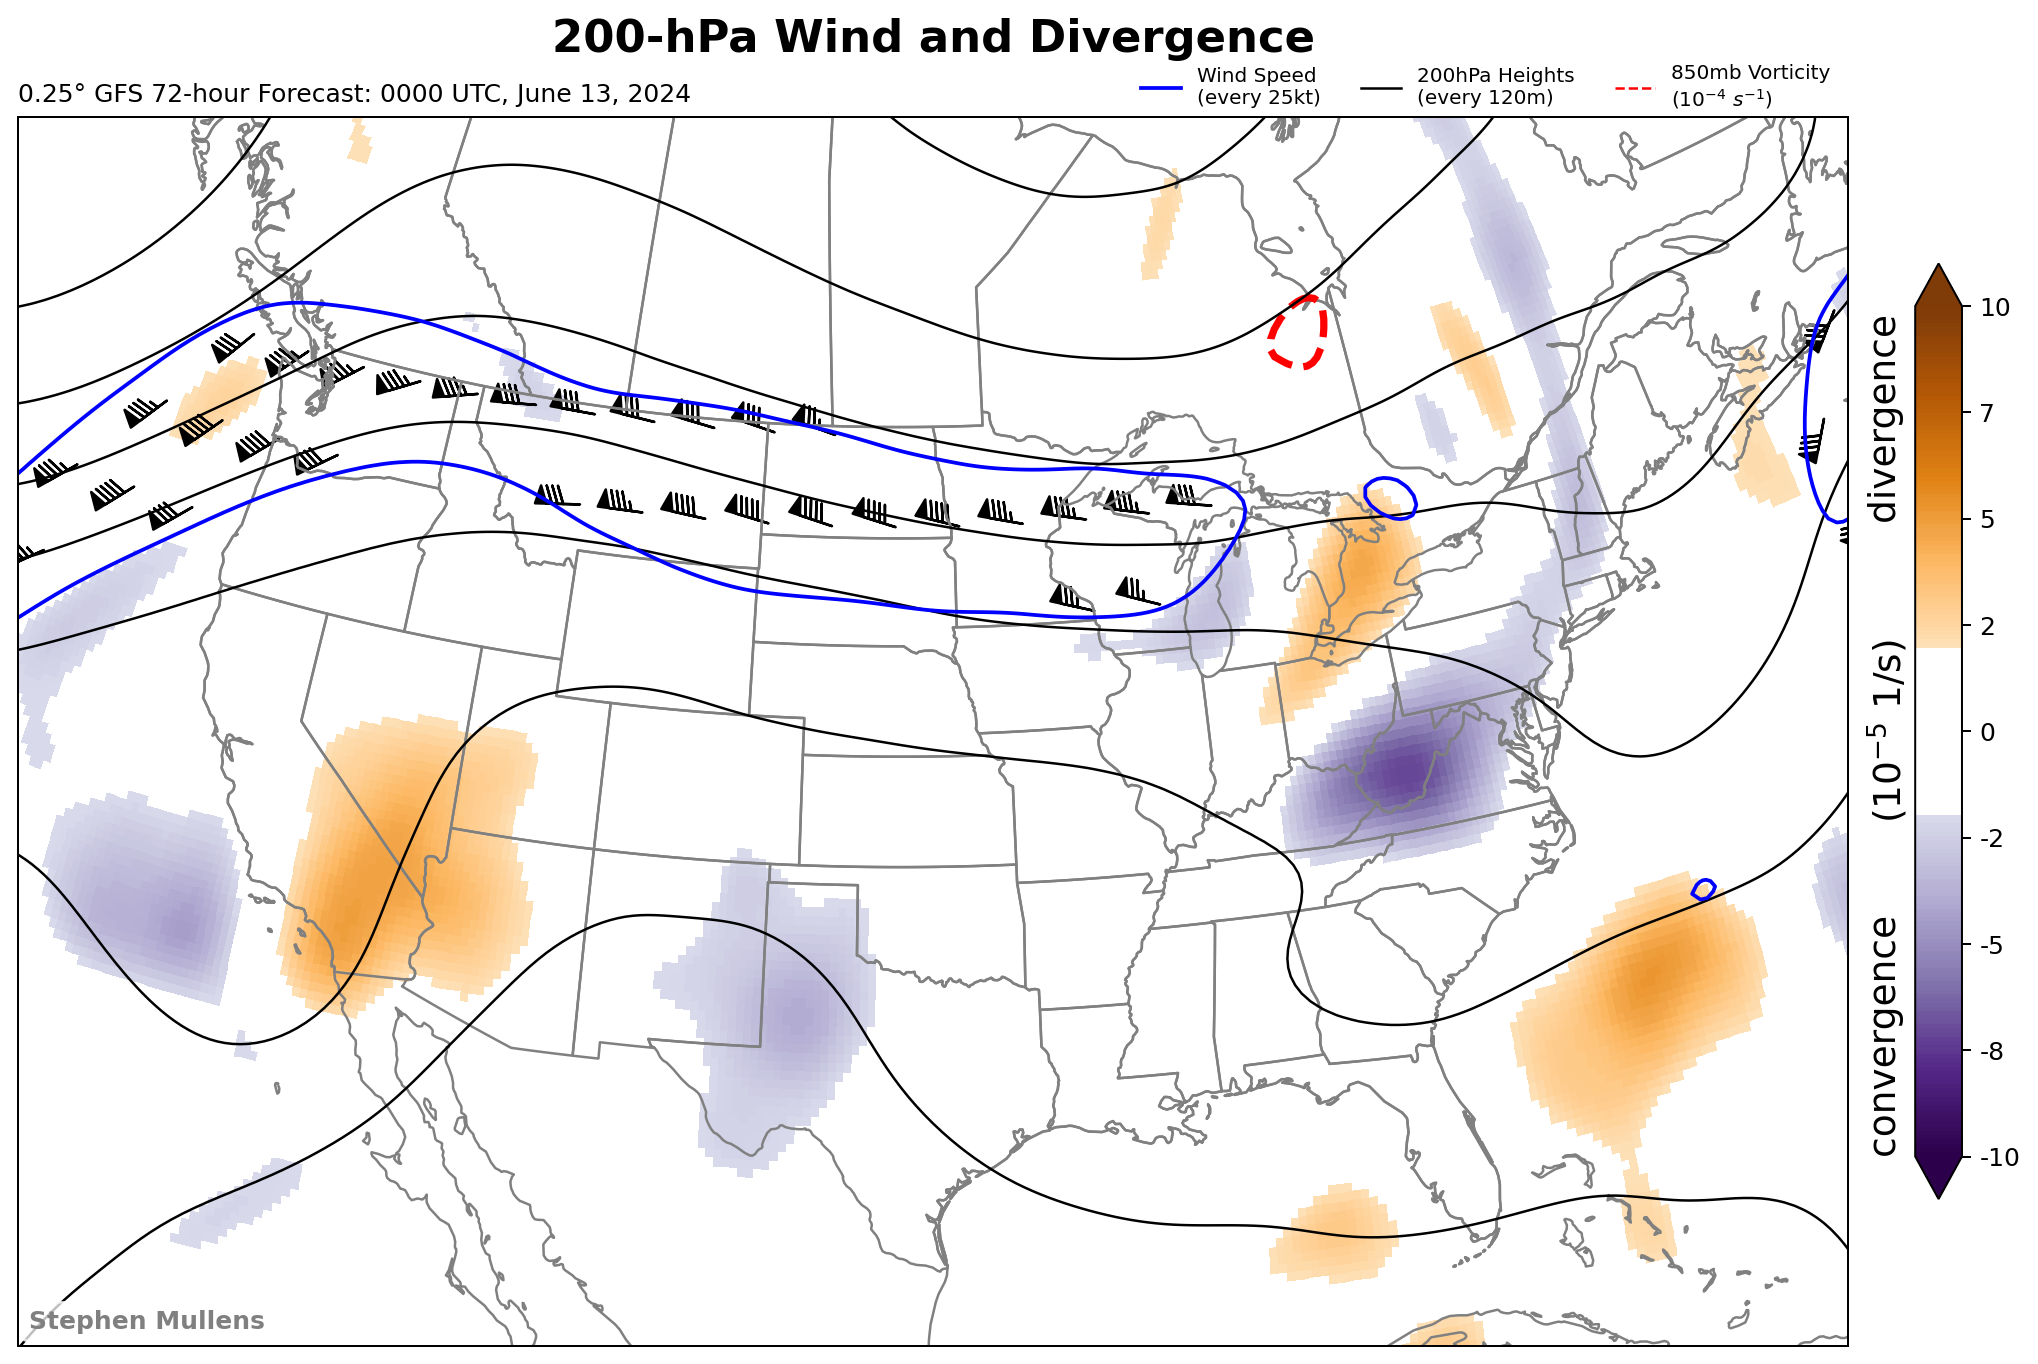 200-hPa Wind and Divergence
0.25° GFS 72-hour Forecast: 0000 UTC, June 13, 2024
Wind Speed
(every 25kt)
200hPa Heights
(every 120m)
850mb Vorticity
(10⁻⁴ s⁻¹)
10
7
5
2
0
-2
-5
-8
-10
convergence (10⁻⁵ 1/s) divergence
Stephen Mullens